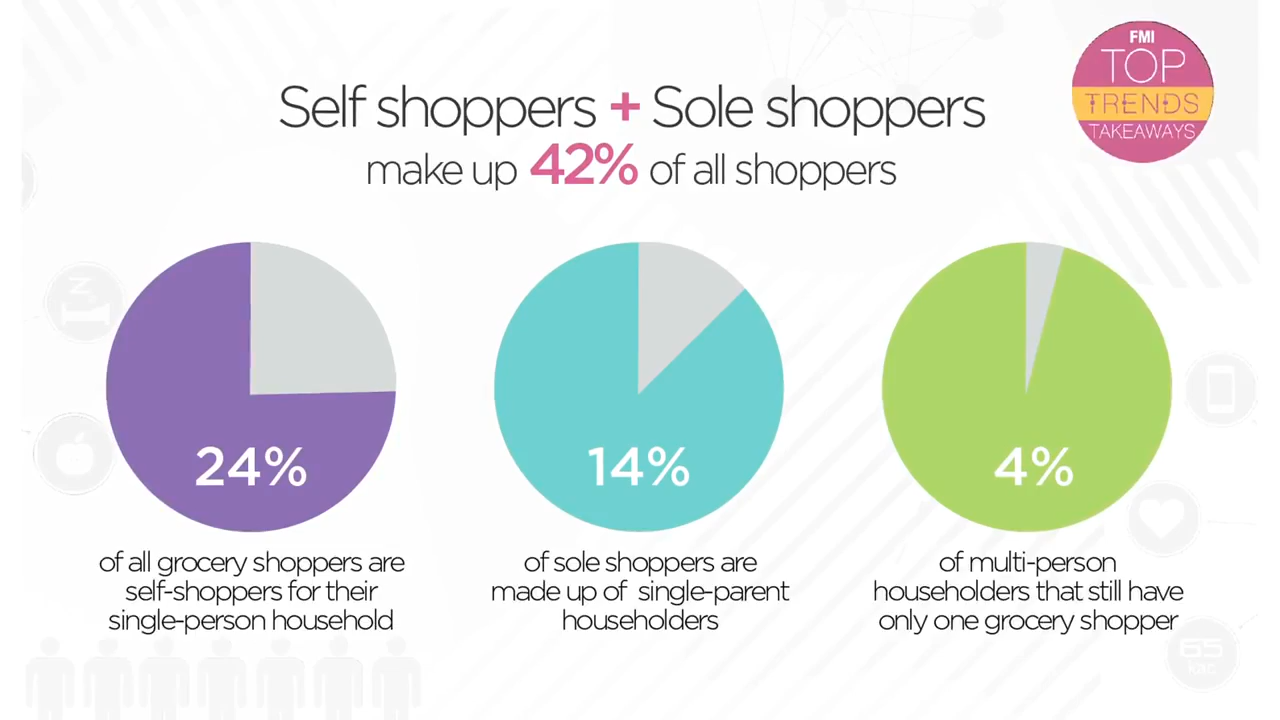 FMI
TOP
TRENDS
TAKEAWAYS
Self shoppers + Sole shoppers
make up 42% of all shoppers
24%
of all grocery shoppers are
self-shoppers for their
single-person household
14%
of sole shoppers are
made up of single-parent
householders
4%
of multi-person
householders that still have
only one grocery shopper
65